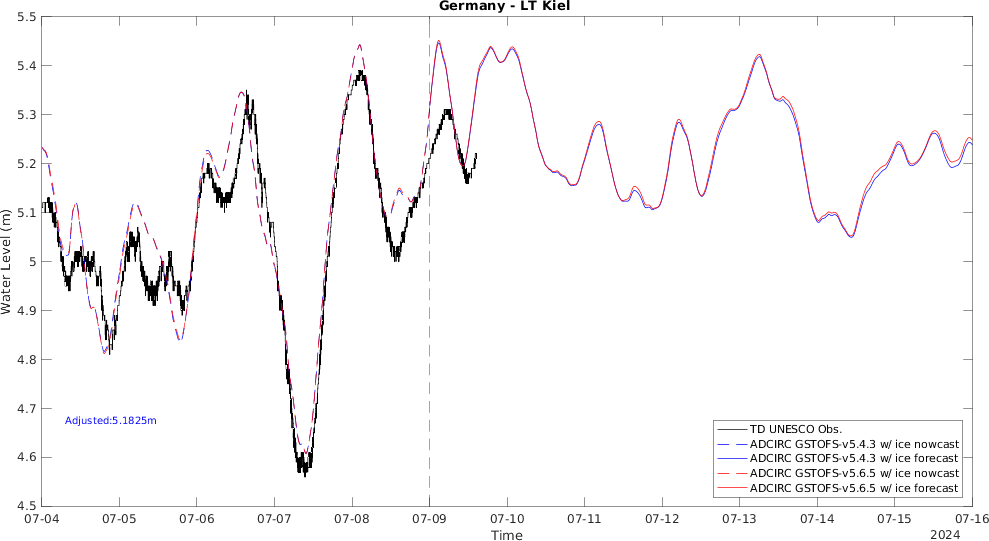 Germany - LT Kiel
5.5
5.4
5.3
5.2
5.1
5
4.9
4.8
4.7
4.6
4.5
Water Level (m)
Adjusted:5.1825m
TD UNESCO Obs.
ADCIRC GSTOFS-v5.4.3 w/ ice nowcast
ADCIRC GSTOFS-v5.4.3 w/ ice forecast
ADCIRC GSTOFS-v5.6.5 w/ ice nowcast
ADCIRC GSTOFS-v5.6.5 w/ ice forecast
07-04 07-05 07-06 07-07 07-08 07-09 07-10 07-11 07-12 07-13 07-14 07-15 07-16
Time
2024